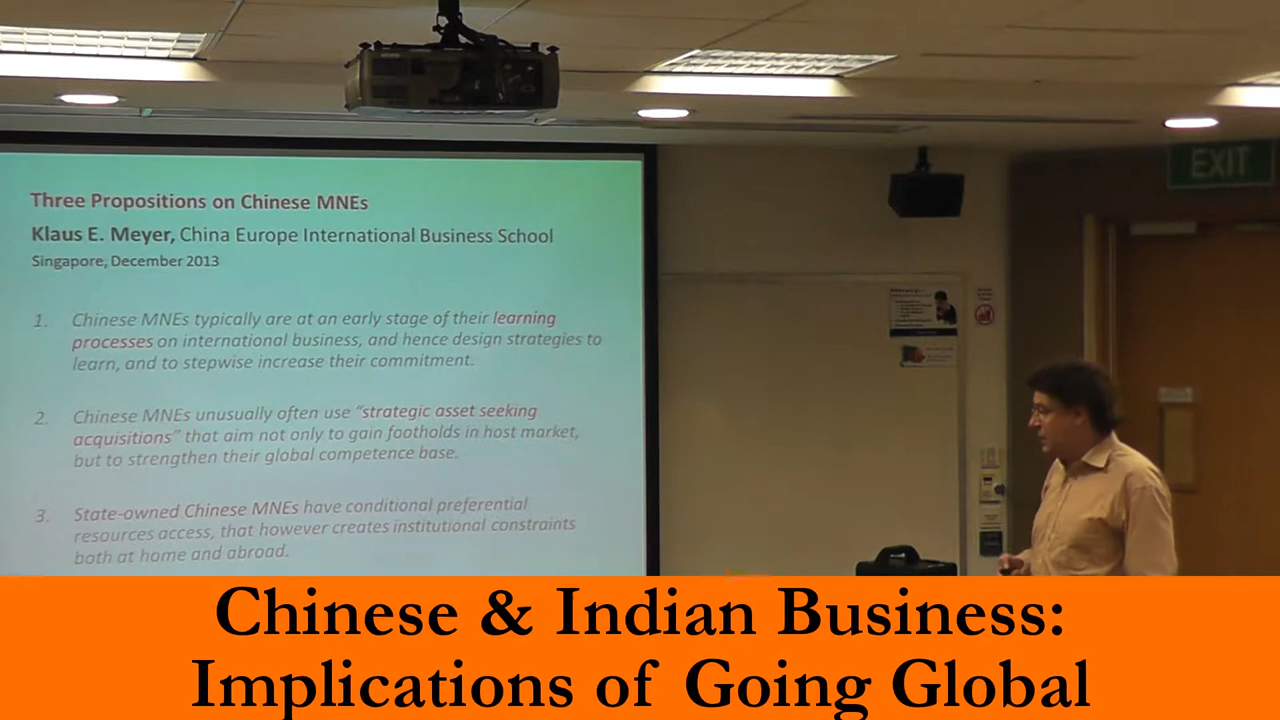 EXIT
Three Propositions on Chinese MNEs
Klaus E. Meyer, China Europe International Business School
Singapore, December 2013
1. Chinese MNEs typically are at an early stage of their learning
processes on international business, and hence design strategies to
learn, and to stepwise increase their commitment.
2. Chinese MNEs unusually often use “strategic asset seeking
acquisitions” that aim not only to gain footholds in host market,
but to strengthen their global competence base.
3. State-owned Chinese MNEs have conditional preferential
resources access, that however creates institutional constraints
both at home and abroad.
Chinese & Indian Business:
Implications of Going Global